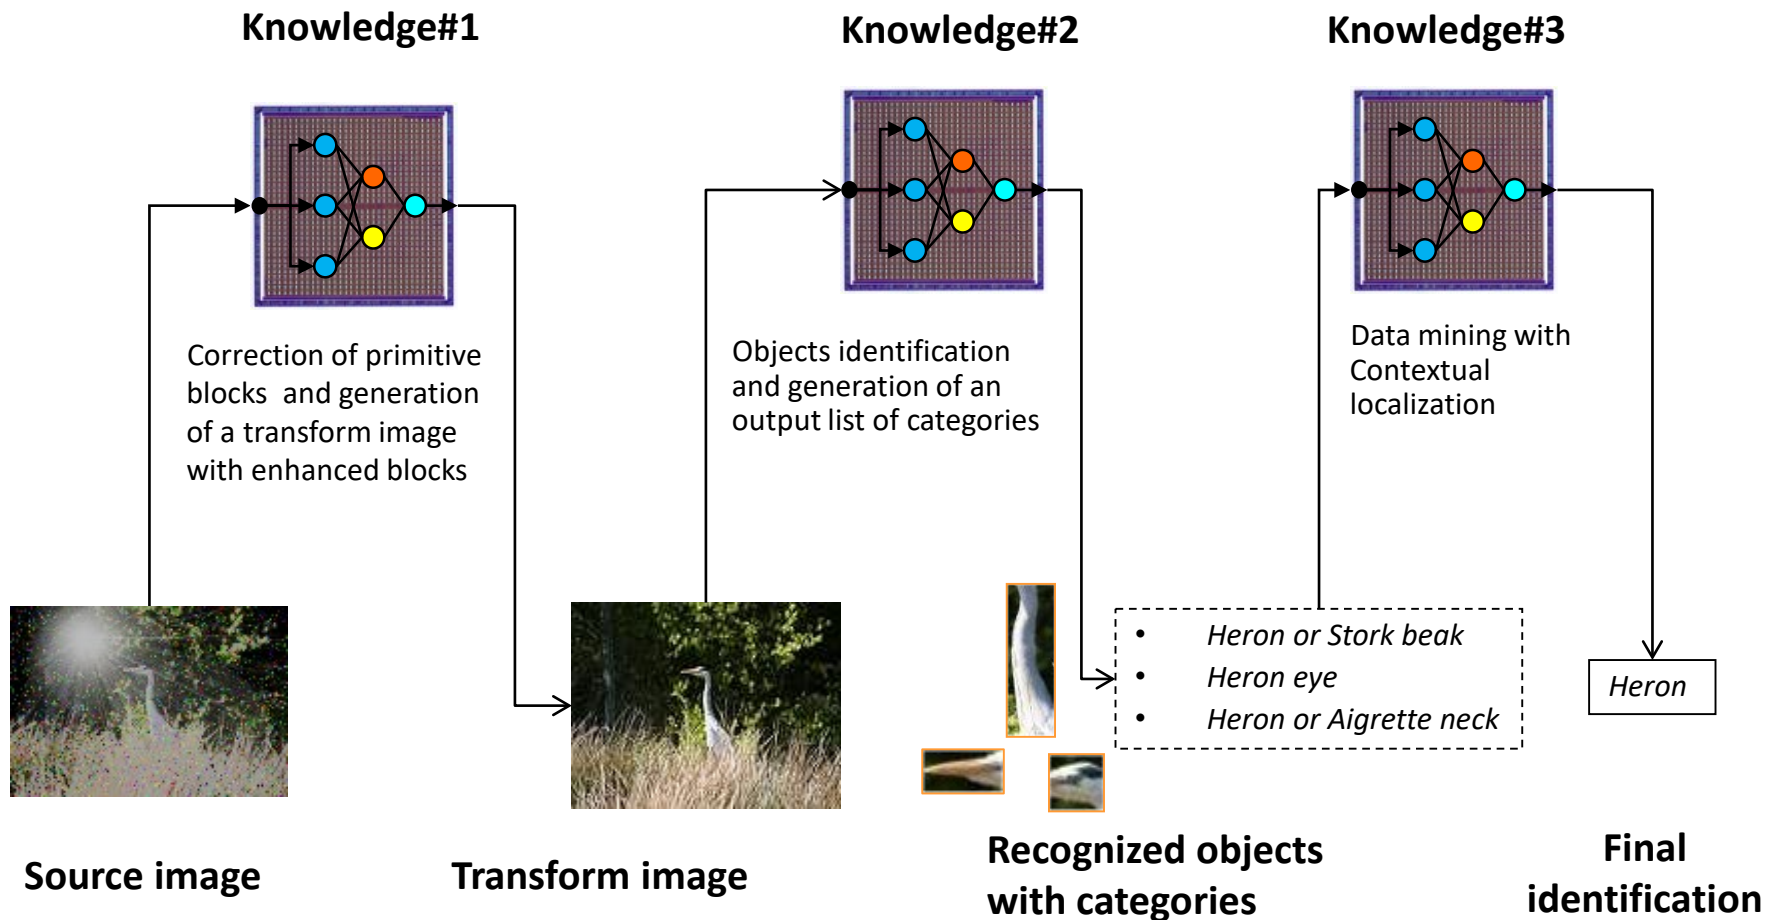 Knowledge#1
Knowledge#2
Knowledge#3
Correction of primitive
blocks  and generation
of a transform image
with enhanced blocks
Objects identification
and generation of an
output list of categories
Data mining with
Contextual
localization
• Heron or Stork beak
• Heron eye
• Heron or Aigrette neck
Heron
Source image
Transform image
Recognized objects
with categories
Final
identification